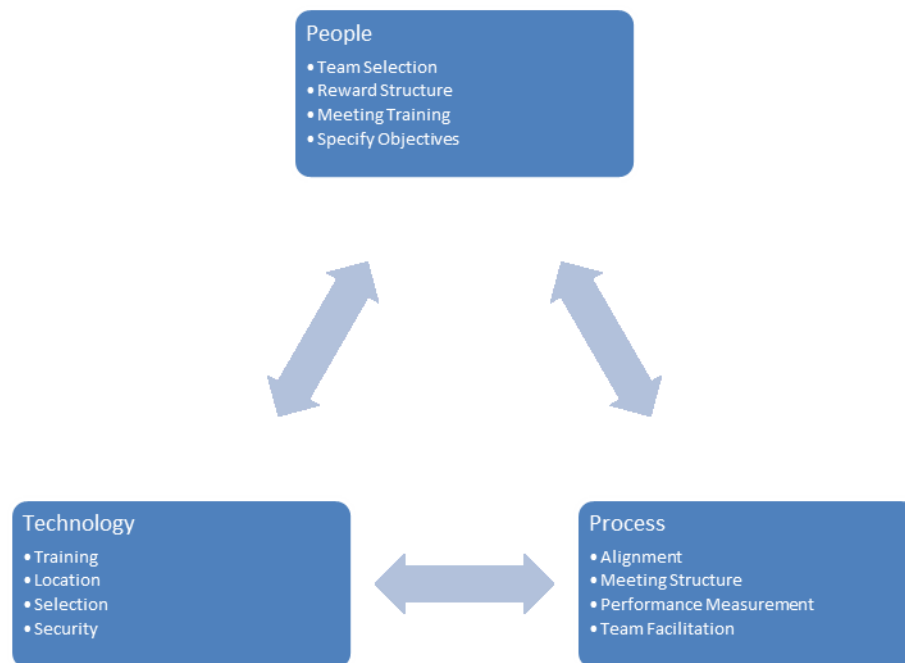 People
• Team Selection
• Reward Structure
• Meeting Training
• Specify Objectives
Technology
• Training
• Location
• Selection
• Security
Process
• Alignment
• Meeting Structure
• Performance Measurement
• Team Facilitation